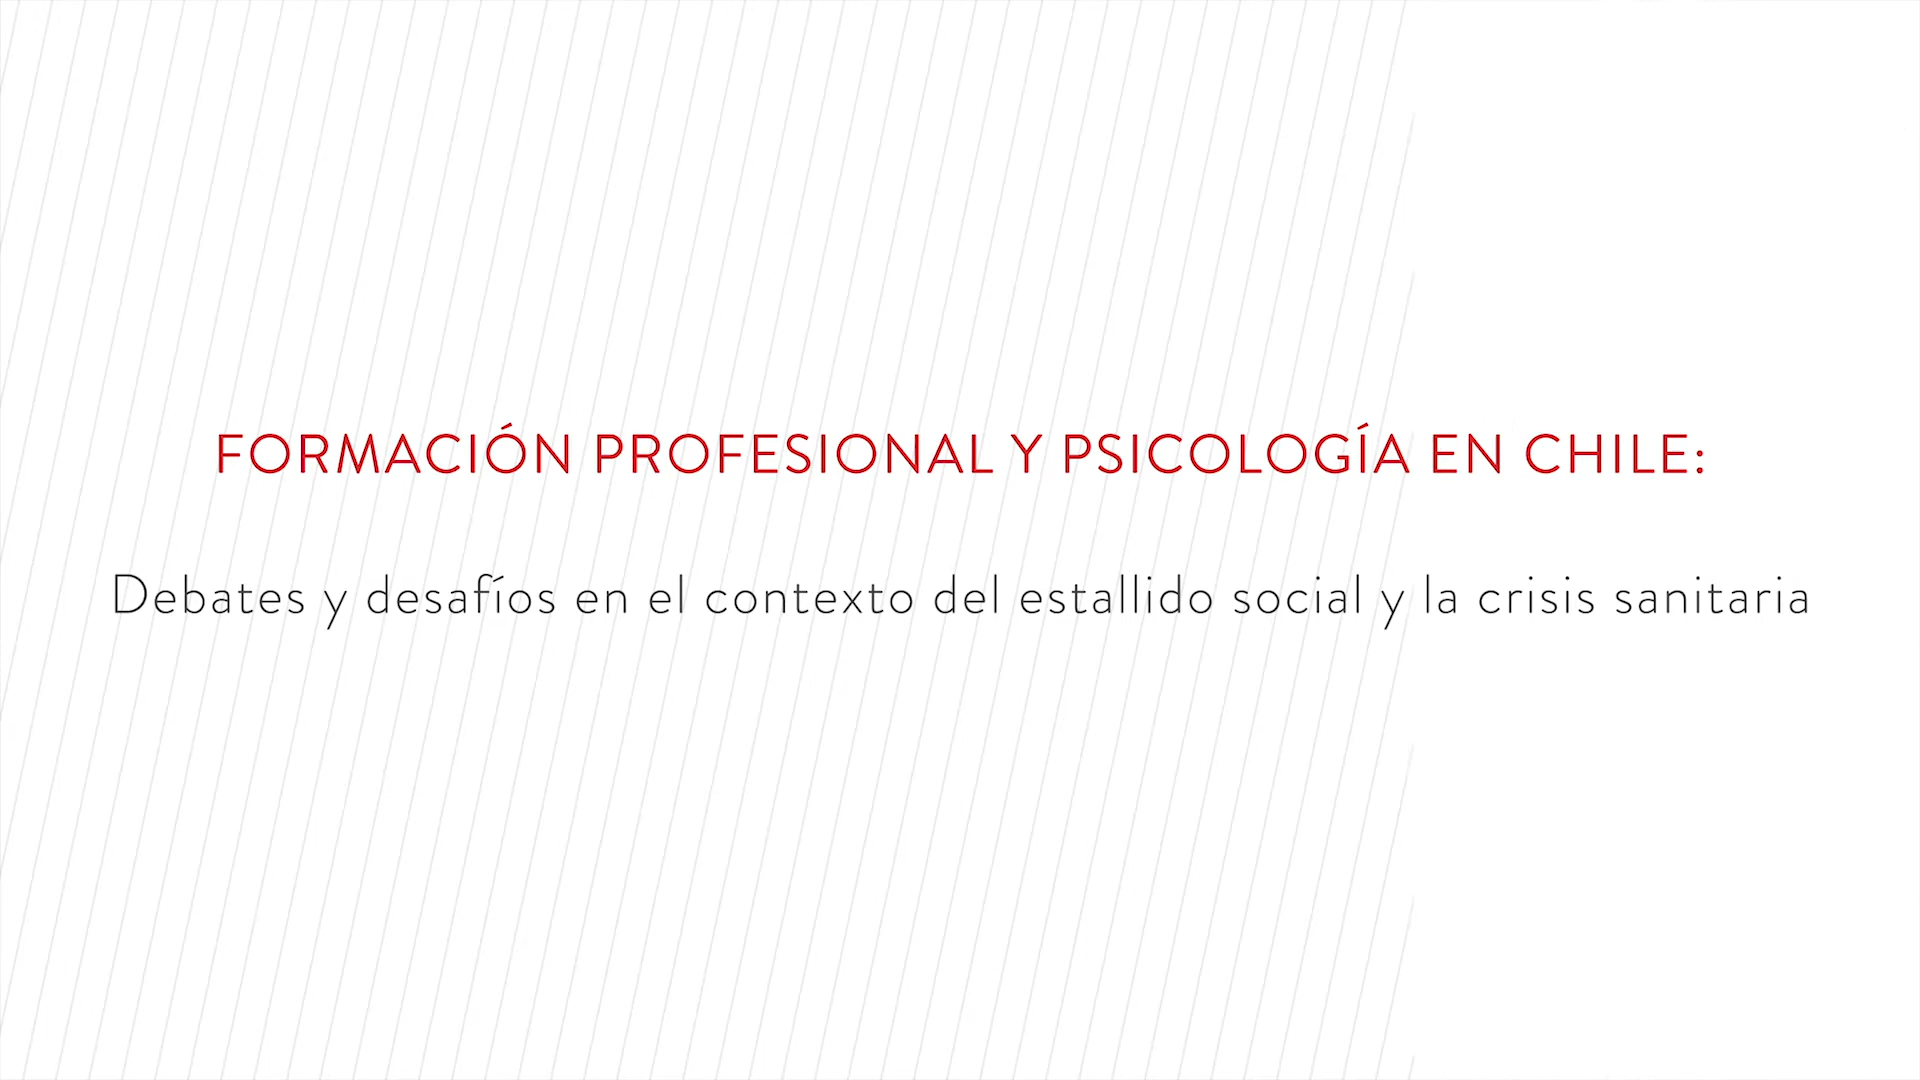 FORMACIÓN PROFESIONAL Y PSICOLOGÍA EN CHILE:
Debates y desafíos en el contexto del estallido social y la crisis sanitaria